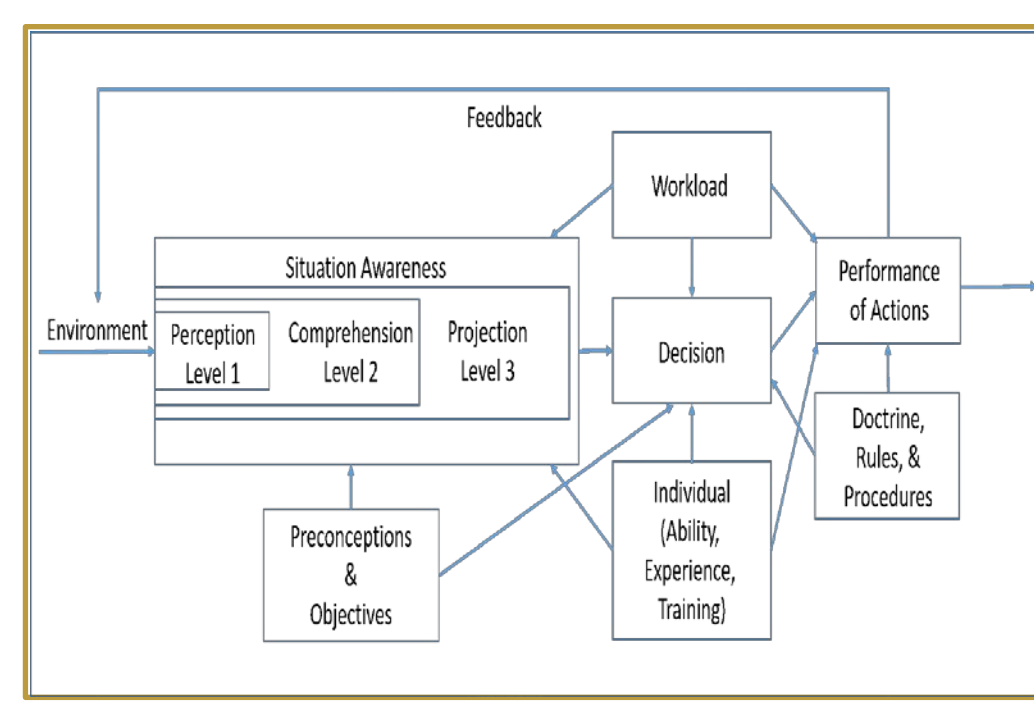 Feedback
Workload
Situation Awareness
Performance
of Actions
Environment
Perception
Level 1
Comprehension
Level 2
Projection
Level 3
Decision
Doctrine,
Rules, &
Procedures
Preconceptions
&
Objectives
Individual
(Ability,
Experience,
Training)